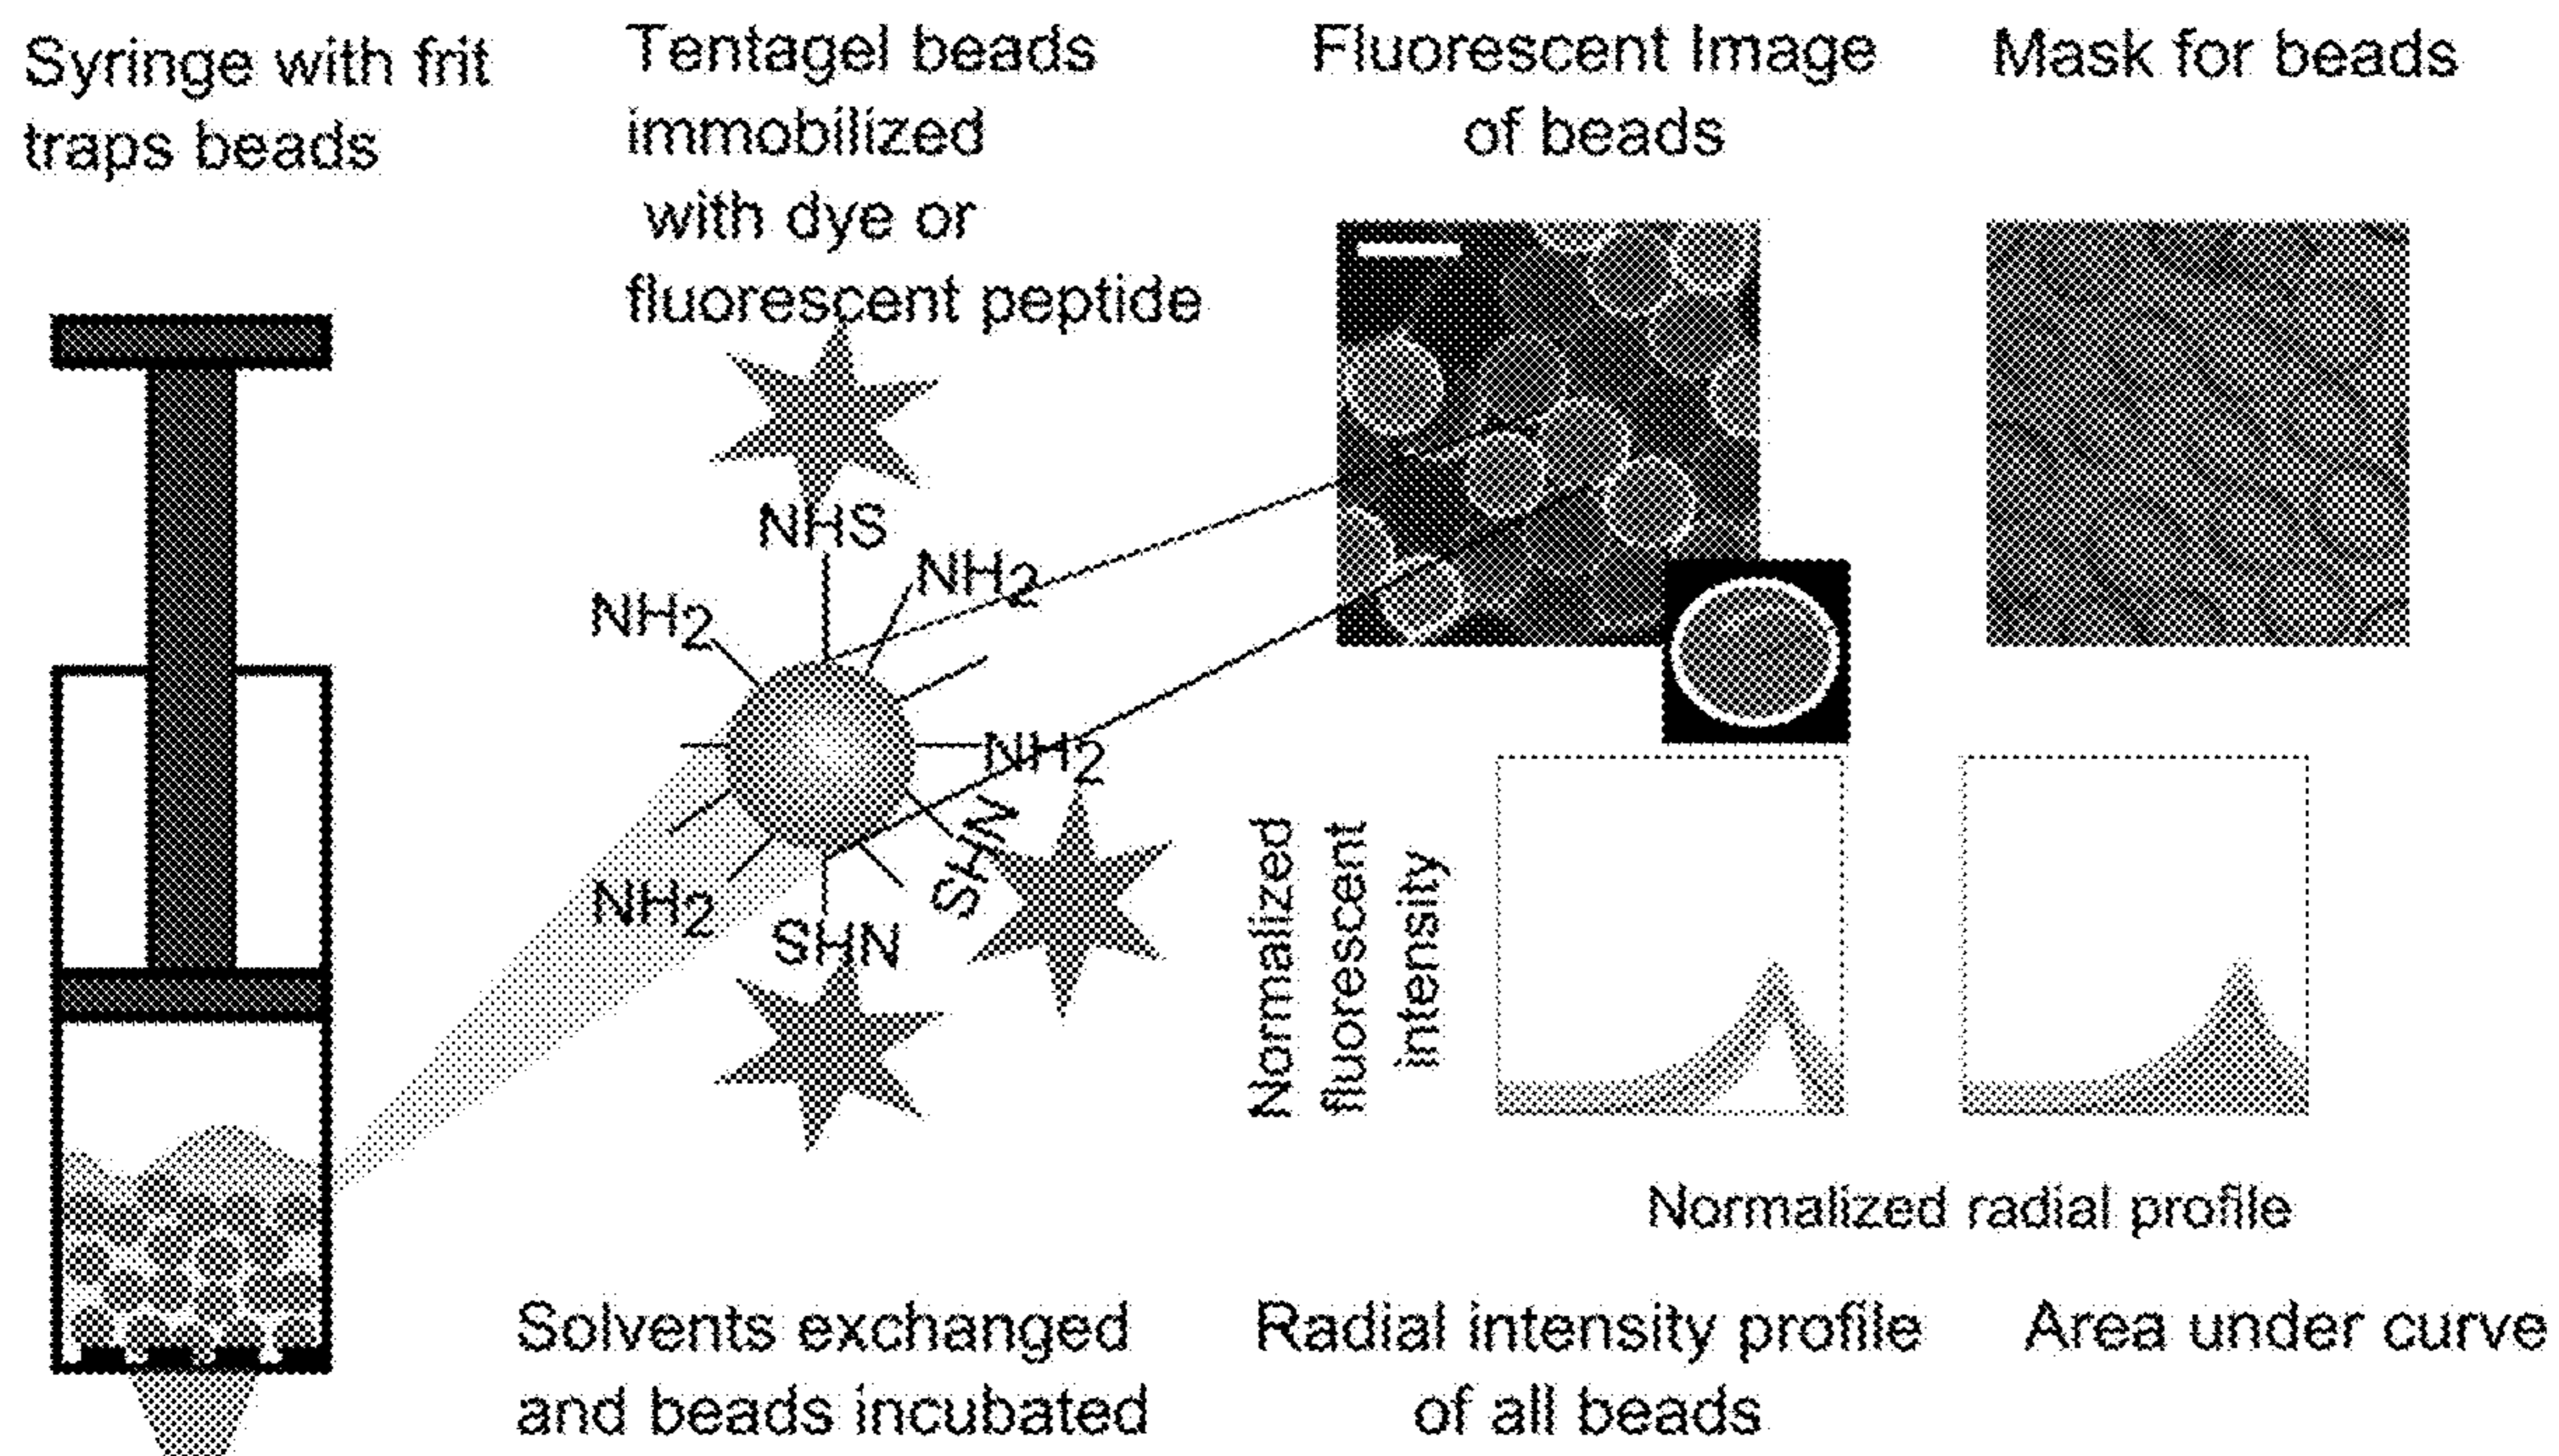 Syringe with frit
traps beads
Tentagel beads
immobilized
with dye or
fluorescent peptide
Fluorescent Image
of beads
Mask for beads
NHS
NH2
NH2
NH2
SHN
NH2
SHN
Normalized
fluorescent
intensity
Normalized radial profile
Solvents exchanged
and beads incubated
Radial intensity profile
of all beads
Area under curve